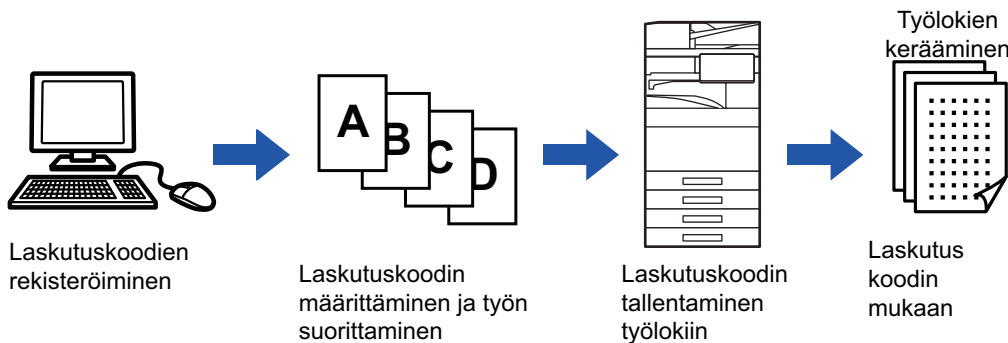 Laskutuskoodien
rekisteröiminen
A
B
C
D
Laskutuskoodin
määrittäminen ja työn
suorittaminen
Laskutuskoodin
tallentaminen
työlokiin
Työlokien
kerääminen
Laskutus
koodin
mukaan